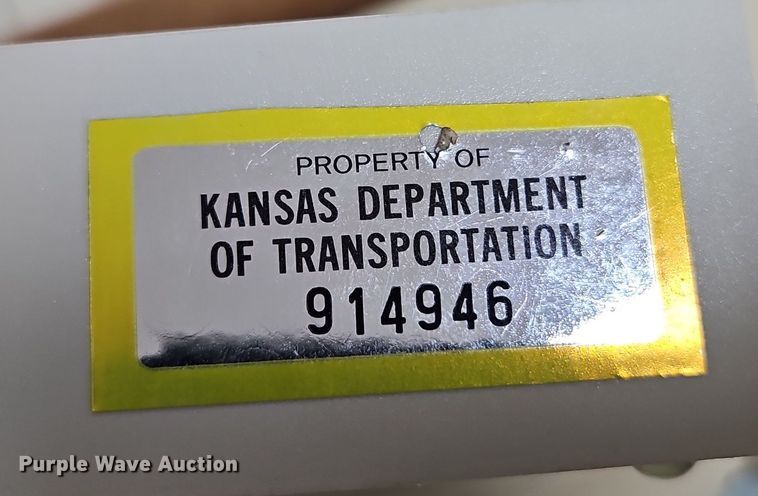 PROPERTY OF
KANSAS DEPARTMENT
OF TRANSPORTATION
914946
Purple Wave Auction